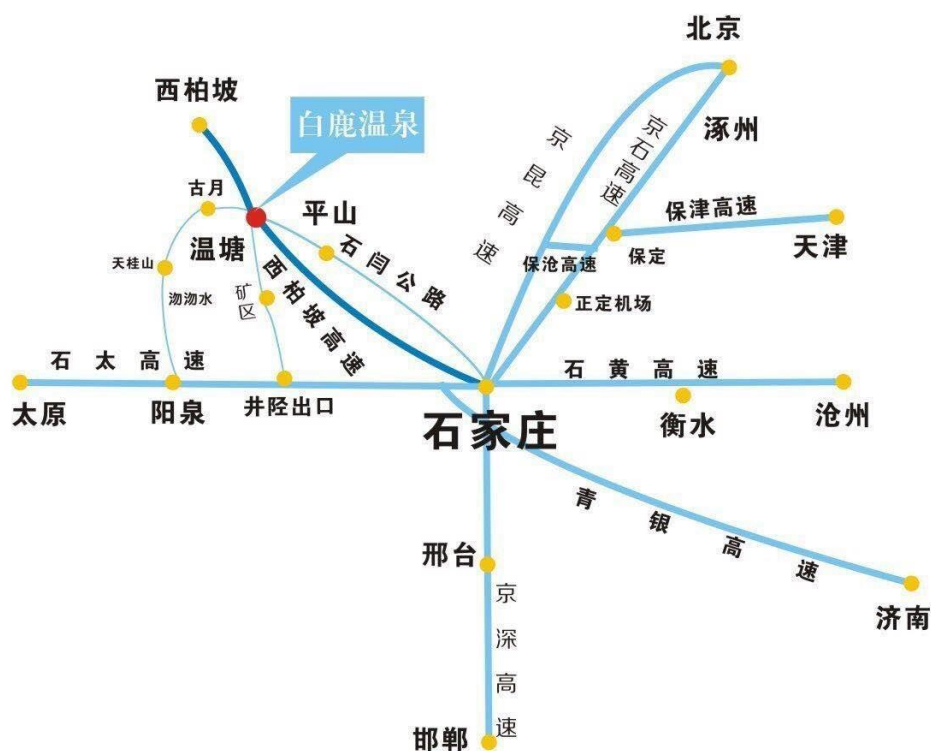 北京
西柏坡
白鹿温泉
涿州
京石高速
京昆高速
古月
平山
保津高速
温塘
石闫公路
天津
保沧高速
保定
天桂山
沕沕水
矿区
西柏坡高速
正定机场
石太高速
石黄高速
太原
阳泉
井陉出口
石家庄
衡水
沧州
青银高速
邢台
京深高速
济南
邯郸